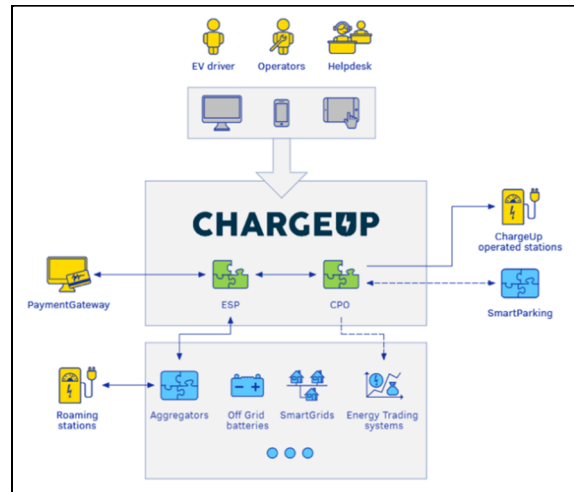 EV driver
Operators
Helpdesk
CHARGEUP
ChargeUp
operated stations
PaymentGateway
ESP
CPO
SmartParking
Roaming
stations
Aggregators
Off Grid
batteries
SmartGrids
Energy Trading
systems